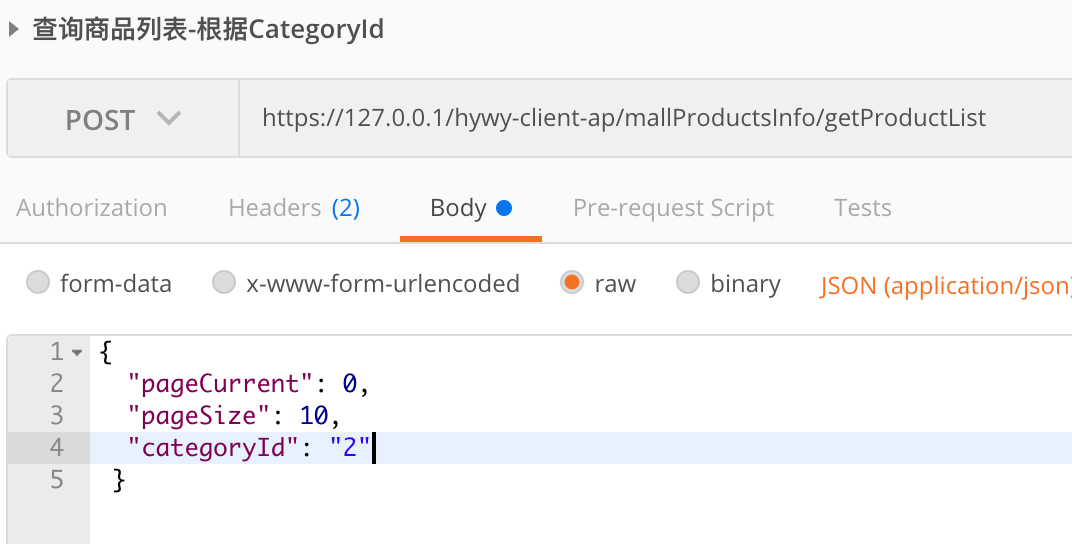 查询商品列表-根据CategoryId
POST https://127.0.0.1/hywy-client-ap/mallProductsInfo/getProductList
Authorization Headers (2) Body Pre-request Script Tests
form-data x-www-form-urlencoded raw binary JSON (application/json)
1 {
2 "pageCurrent": 0,
3 "pageSize": 10,
4 "categoryId": "2"
5 }